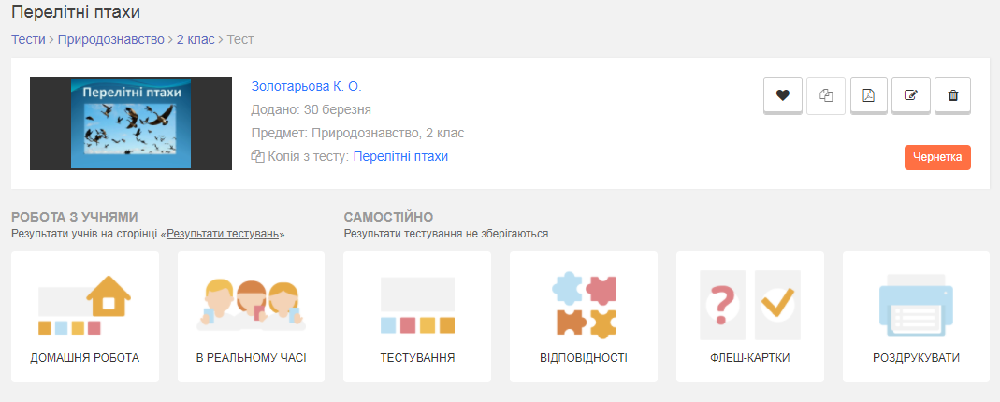 Перелітні птахи
Тести > Природознавство > 2 клас > Тест
Перелітні птахи
Золотарьова К. О.
Додано: 30 березня
Предмет: Природознавство, 2 клас
Копія з тесту: Перелітні птахи
Чернетка
РОБОТА З УЧНЯМИ
Результати учнів на сторінці «Результати тестувань»
САМОСТІЙНО
Результати тестування не зберігаються
ДОМАШНЯ РОБОТА
В РЕАЛЬНОМУ ЧАСІ
ТЕСТУВАННЯ
ВІДПОВІДНОСТІ
ФЛЕШ-КАРТКИ
РОЗДРУКУВАТИ